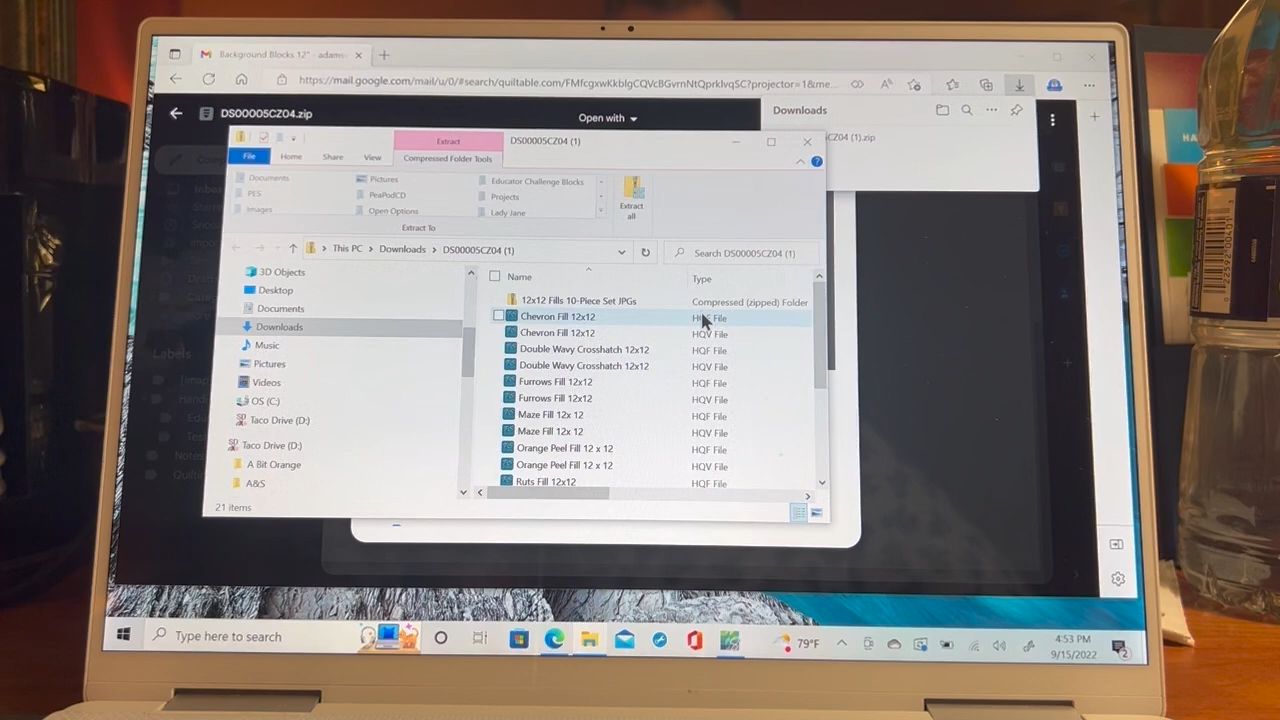 Background Blocks 12" - adams
https://mail.google.com/mail/u/0/#search/quiltable.com/FMfcgxwKkblgCQVcBGvrnNtQprklvqSC?projector=1&me...
DS00005CZ04.zip
Open with
Downloads
CZ04 (1).zip
Extract
DS00005CZ04 (1)
File Home Share View Compressed Folder Tools
Documents Pictures Educator Challenge Blocks
PES PeaPodCD Projects
Images Open Options Lady Jane
Extract all
Extract To
This PC > Downloads > DS00005CZ04 (1)
Search DS00005CZ04 (1)
Name Type
3D Objects
Desktop
Documents
Downloads
Music
Pictures
Videos
OS (C:)
Taco Drive (D:)
Taco Drive (D:)
A Bit Orange
A&S
12x12 Fills 10-Piece Set JPGs Compressed (zipped) Folder
Chevron Fill 12x12 HQF File
Chevron Fill 12x12 HQV File
Double Wavy Crosshatch 12x12 HQF File
Double Wavy Crosshatch 12x12 HQV File
Furrows Fill 12x12 HQF File
Furrows Fill 12x12 HQV File
Maze Fill 12x 12 HQF File
Maze Fill 12x 12 HQV File
Orange Peel Fill 12 x 12 HQF File
Orange Peel Fill 12 x 12 HQV File
Ruts Fill 12x12 HQF File
21 items
Labels
Type here to search
79°F
4:53 PM
9/15/2022
2
HA
22592 00401